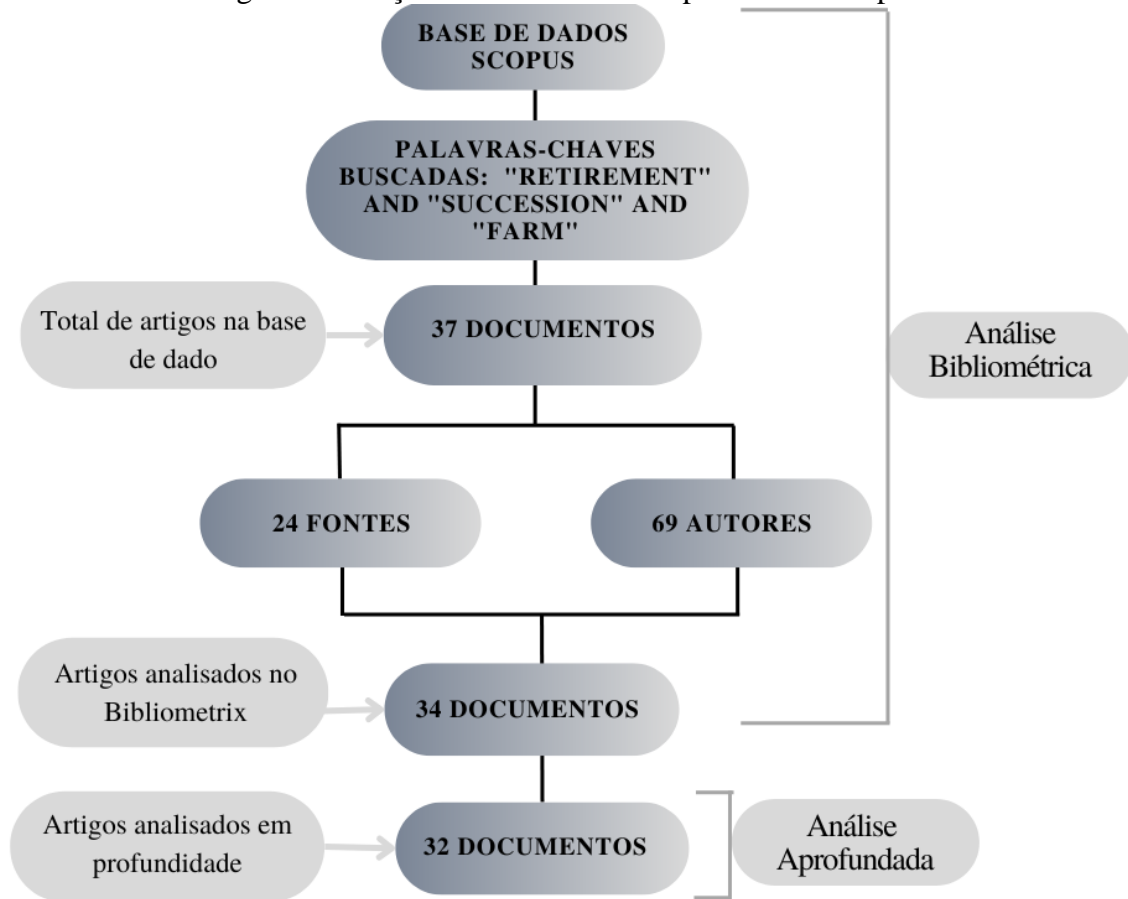 BASE DE DADOS
SCOPUS
PALAVRAS-CHAVES
BUSCADAS: "RETIREMENT"
AND "SUCCESSION" AND
"FARM"
Total de artigos na base
de dado
37 DOCUMENTOS
Análise
Bibliométrica
24 FONTES
69 AUTORES
Artigos analisados no
Bibliometrix
34 DOCUMENTOS
Artigos analisados em
profundidade
32 DOCUMENTOS
Análise
Aprofundada